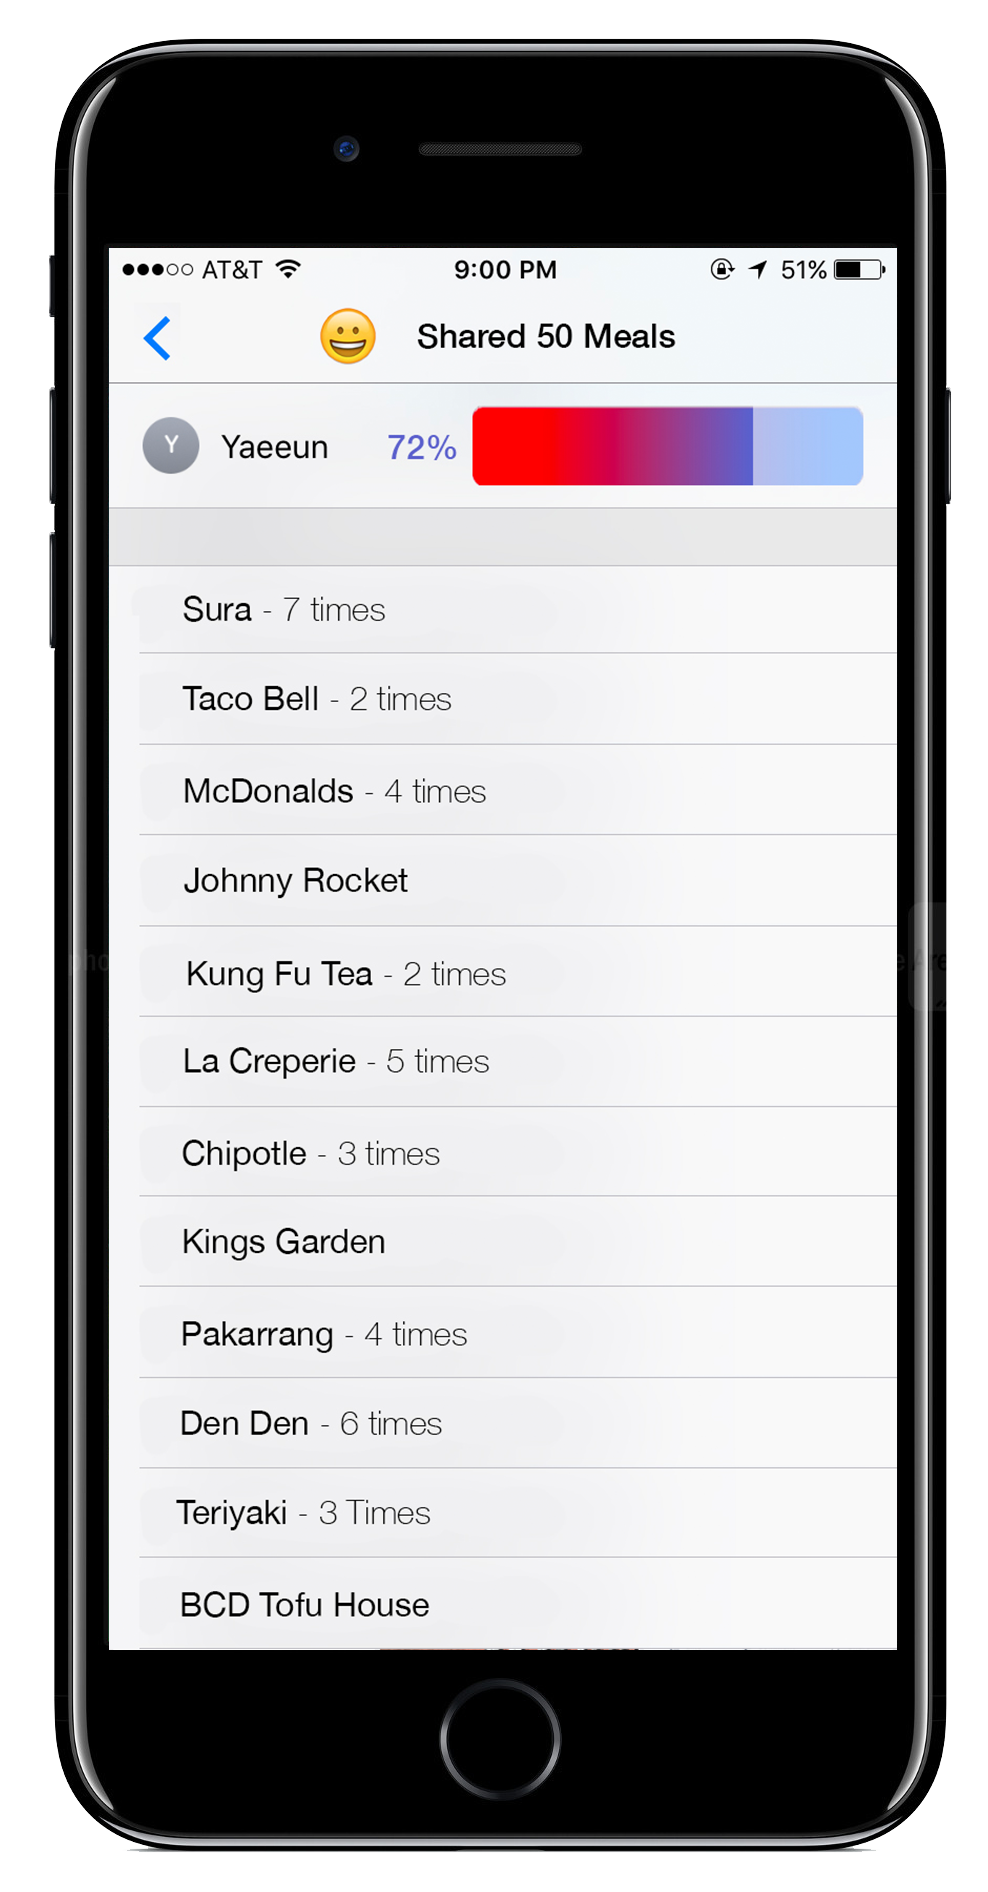 AT&T 9:00 PM 51%
Shared 50 Meals
Y Yaeeun 72%
Sura - 7 times
Taco Bell - 2 times
McDonalds - 4 times
Johnny Rocket
Kung Fu Tea - 2 times
La Creperie - 5 times
Chipotle - 3 times
Kings Garden
Pakarrang - 4 times
Den Den - 6 times
Teriyaki - 3 Times
BCD Tofu House